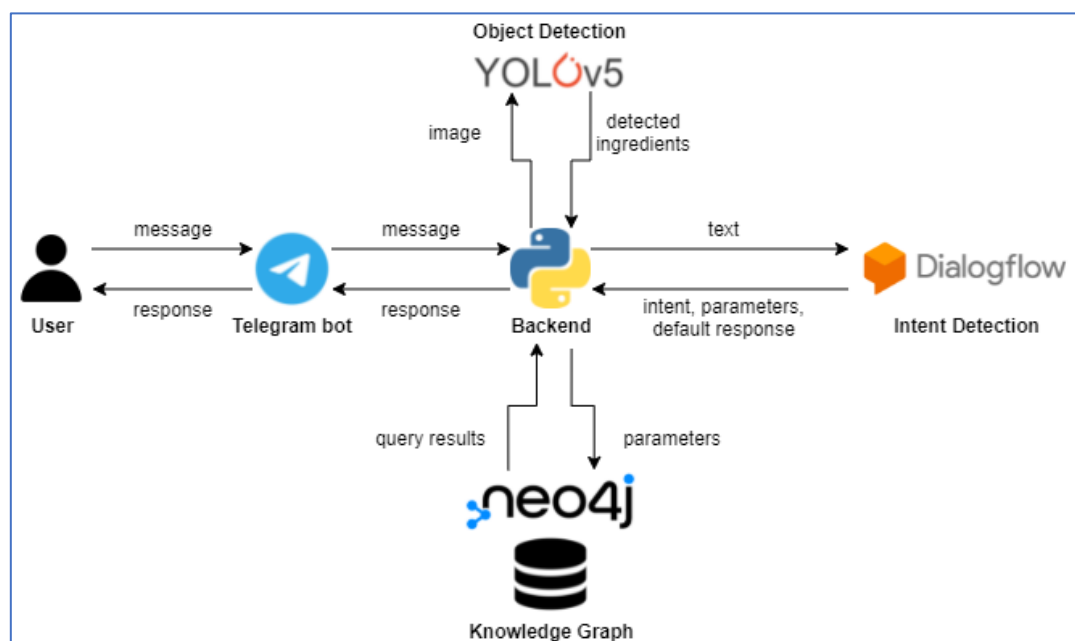 Object Detection
YOLOv5
image
detected
ingredients
message
message
text
Dialogflow
response
response
intent, parameters,
default response
User
Telegram bot
Backend
Intent Detection
query results
parameters
neo4j
Knowledge Graph